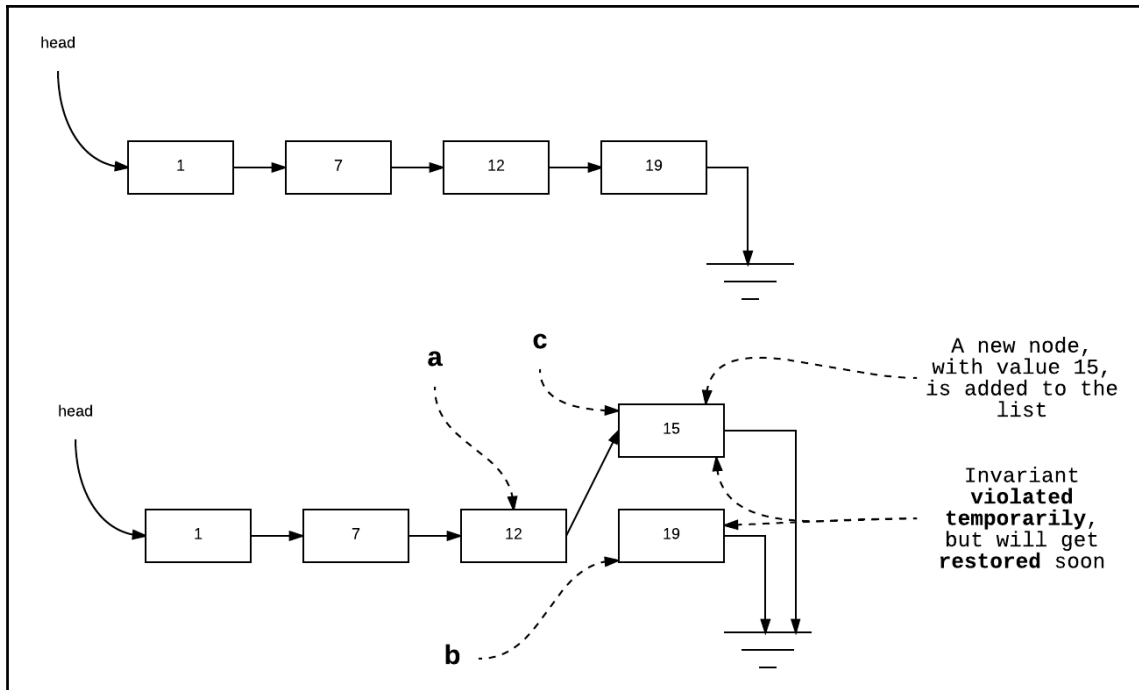 head
1
7
12
19
a
c
A new node,
with value 15,
is added to the
list
head
15
Invariant
violated
temporarily,
but will get
restored soon
1
7
12
19
b